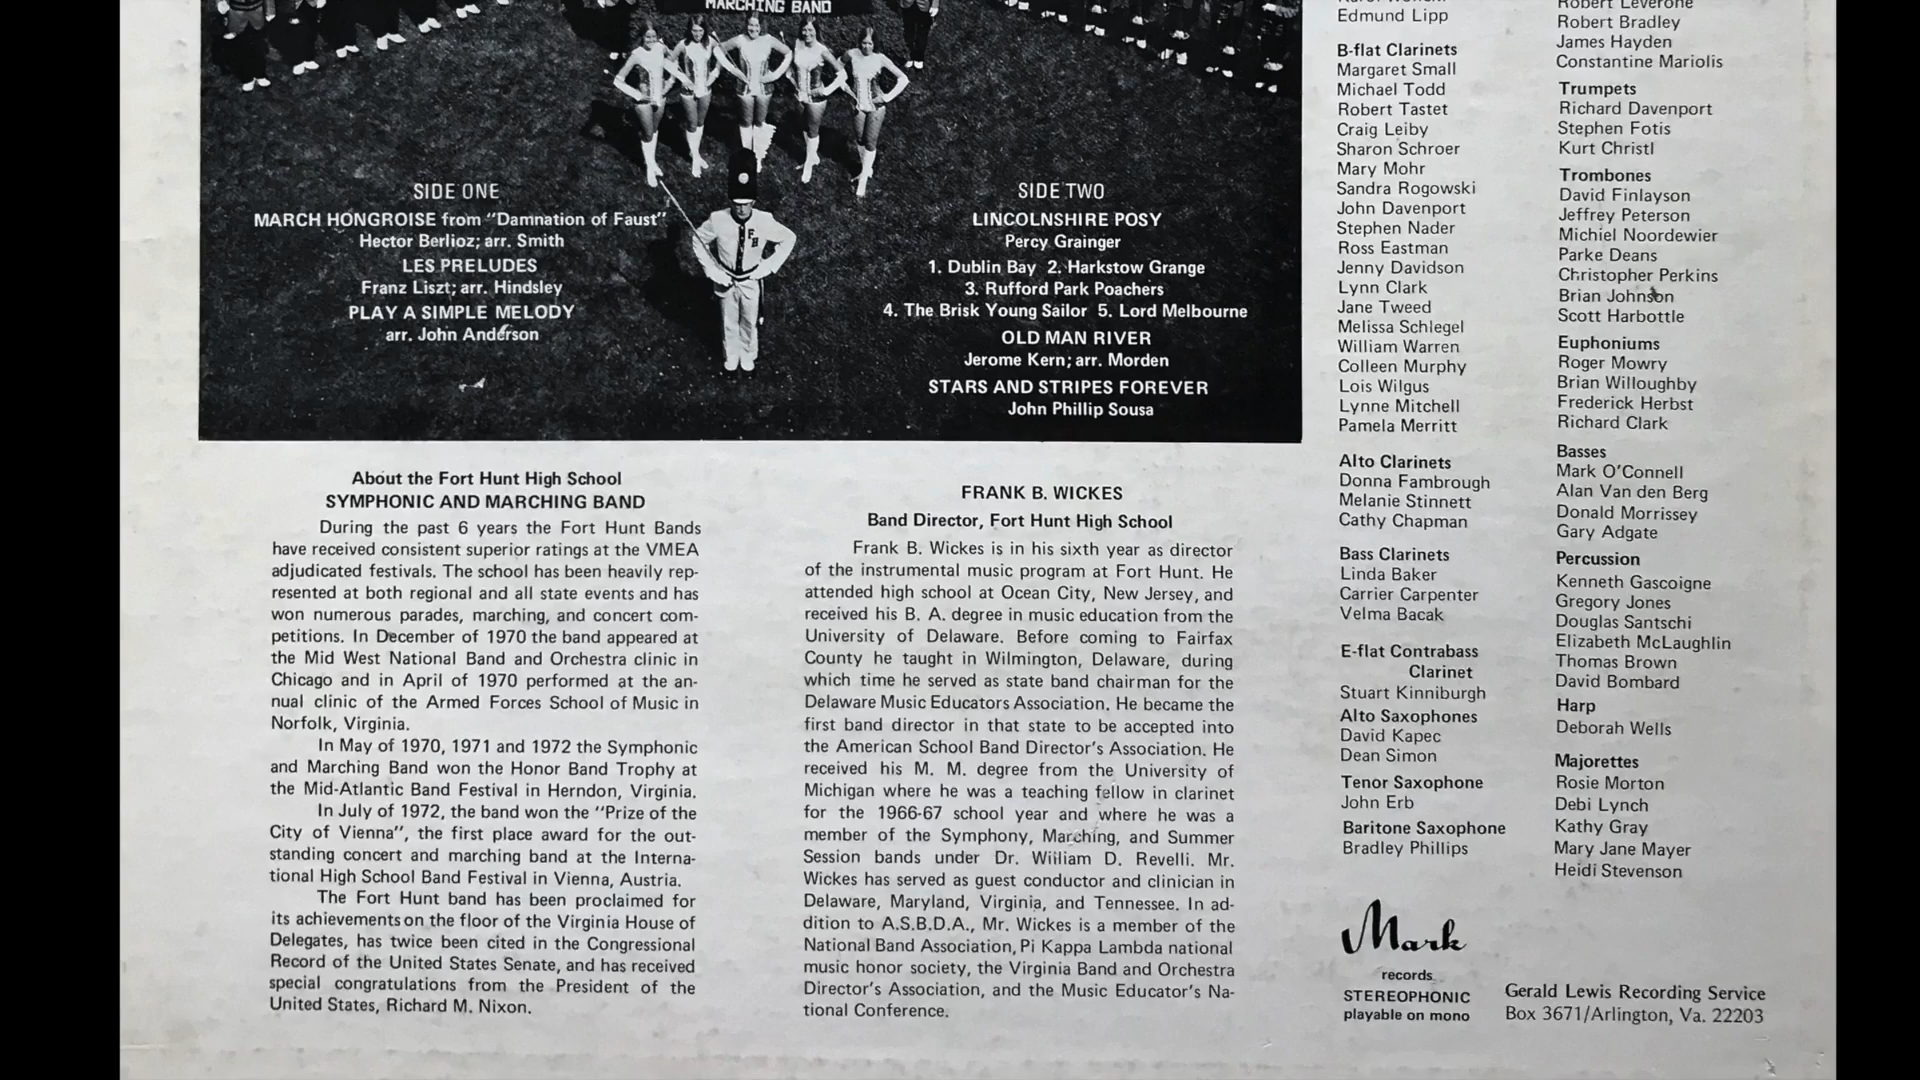 MARCHING BAND
SIDE ONE
MARCH HONGROISE from "Damnation of Faust"
Hector Berlioz; arr. Smith
LES PRELUDES
Franz Liszt; arr. Hindsley
PLAY A SIMPLE MELODY
arr. John Anderson
SIDE TWO
LINCOLNSHIRE POSY
Percy Grainger
1. Dublin Bay 2. Harkstow Grange
3. Rufford Park Poachers
4. The Brisk Young Sailor 5. Lord Melbourne
OLD MAN RIVER
Jerome Kern; arr. Morden
STARS AND STRIPES FOREVER
John Phillip Sousa
About the Fort Hunt High School
SYMPHONIC AND MARCHING BAND
During the past 6 years the Fort Hunt Bands
have received consistent superior ratings at the VMEA
adjudicated festivals. The school has been heavily rep-
resented at both regional and all state events and has
won numerous parades, marching, and concert com-
petitions. In December of 1970 the band appeared at
the Mid West National Band and Orchestra clinic in
Chicago and in April of 1970 performed at the an-
nual clinic of the Armed Forces School of Music in
Norfolk, Virginia.
In May of 1970, 1971 and 1972 the Symphonic
and Marching Band won the Honor Band Trophy at
the Mid-Atlantic Band Festival in Herndon, Virginia.
In July of 1972, the band won the "Prize of the
City of Vienna", the first place award for the out-
standing concert and marching band at the Interna-
tional High School Band Festival in Vienna, Austria.
The Fort Hunt band has been proclaimed for
its achievements on the floor of the Virginia House of
Delegates, has twice been cited in the Congressional
Record of the United States Senate, and has received
special congratulations from the President of the
United States, Richard M. Nixon.
FRANK B. WICKES
Band Director, Fort Hunt High School
Frank B. Wickes is in his sixth year as director
of the instrumental music program at Fort Hunt. He
attended high school at Ocean City, New Jersey, and
received his B. A. degree in music education from the
University of Delaware. Before coming to Fairfax
County he taught in Wilmington, Delaware, during
which time he served as state band chairman for the
Delaware Music Educators Association. He became the
first band director in that state to be accepted into
the American School Band Director's Association. He
received his M. M. degree from the University of
Michigan where he was a teaching fellow in clarinet
for the 1966-67 school year and where he was a
member of the Symphony, Marching, and Summer
Session bands under Dr. William D. Revelli. Mr.
Wickes has served as guest conductor and clinician in
Delaware, Maryland, Virginia, and Tennessee. In ad-
dition to A.S.B.D.A., Mr. Wickes is a member of the
National Band Association, Pi Kappa Lambda national
music honor society, the Virginia Band and Orchestra
Director's Association, and the Music Educator's Na-
tional Conference.
Edmund Lipp
B-flat Clarinets
Margaret Small
Michael Todd
Robert Tastet
Craig Leiby
Sharon Schroer
Mary Mohr
Sandra Rogowski
John Davenport
Stephen Nader
Ross Eastman
Jenny Davidson
Lynn Clark
Jane Tweed
Melissa Schlegel
William Warren
Colleen Murphy
Lois Wilgus
Lynne Mitchell
Pamela Merritt
Alto Clarinets
Donna Fambrough
Melanie Stinnett
Cathy Chapman
Bass Clarinets
Linda Baker
Carrier Carpenter
Velma Bacak
E-flat Contrabass
Clarinet
Stuart Kinniburgh
Alto Saxophones
David Kapec
Dean Simon
Tenor Saxophone
John Erb
Baritone Saxophone
Bradley Phillips
Robert Leverone
Robert Bradley
James Hayden
Constantine Mariolis
Trumpets
Richard Davenport
Stephen Fotis
Kurt Christl
Trombones
David Finlayson
Jeffrey Peterson
Michiel Noordewier
Parke Deans
Christopher Perkins
Brian Johnson
Scott Harbottle
Euphoniums
Roger Mowry
Brian Willoughby
Frederick Herbst
Richard Clark
Basses
Mark O'Connell
Alan Van den Berg
Donald Morrissey
Gary Adgate
Percussion
Kenneth Gascoigne
Gregory Jones
Douglas Santschi
Elizabeth McLaughlin
Thomas Brown
David Bombard
Harp
Deborah Wells
Majorettes
Rosie Morton
Debi Lynch
Kathy Gray
Mary Jane Mayer
Heidi Stevenson
Mark
records
STEREOPHONIC
playable on mono
Gerald Lewis Recording Service
Box 3671/Arlington, Va. 22203